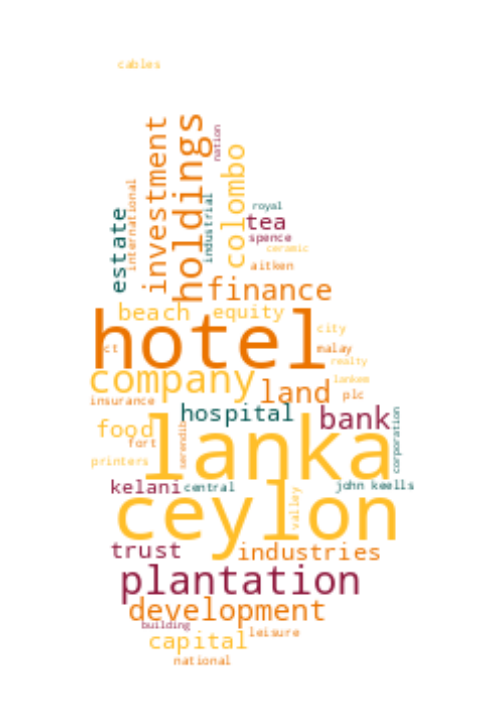 cables
holdings
investment
nation
colombo
international
industrial
estate
royal
tea
spence
ceramic
aitken
finance
beach
equity
hotel
city
ct
malay
realty
company
land
lankem
plc
insurance
hospital
bank
lanka
food
fort
serendib
corporation
printers
kelani
central
john keells
ceylon
valley
trust
industries
plantation
development
building
capital
leisure
national